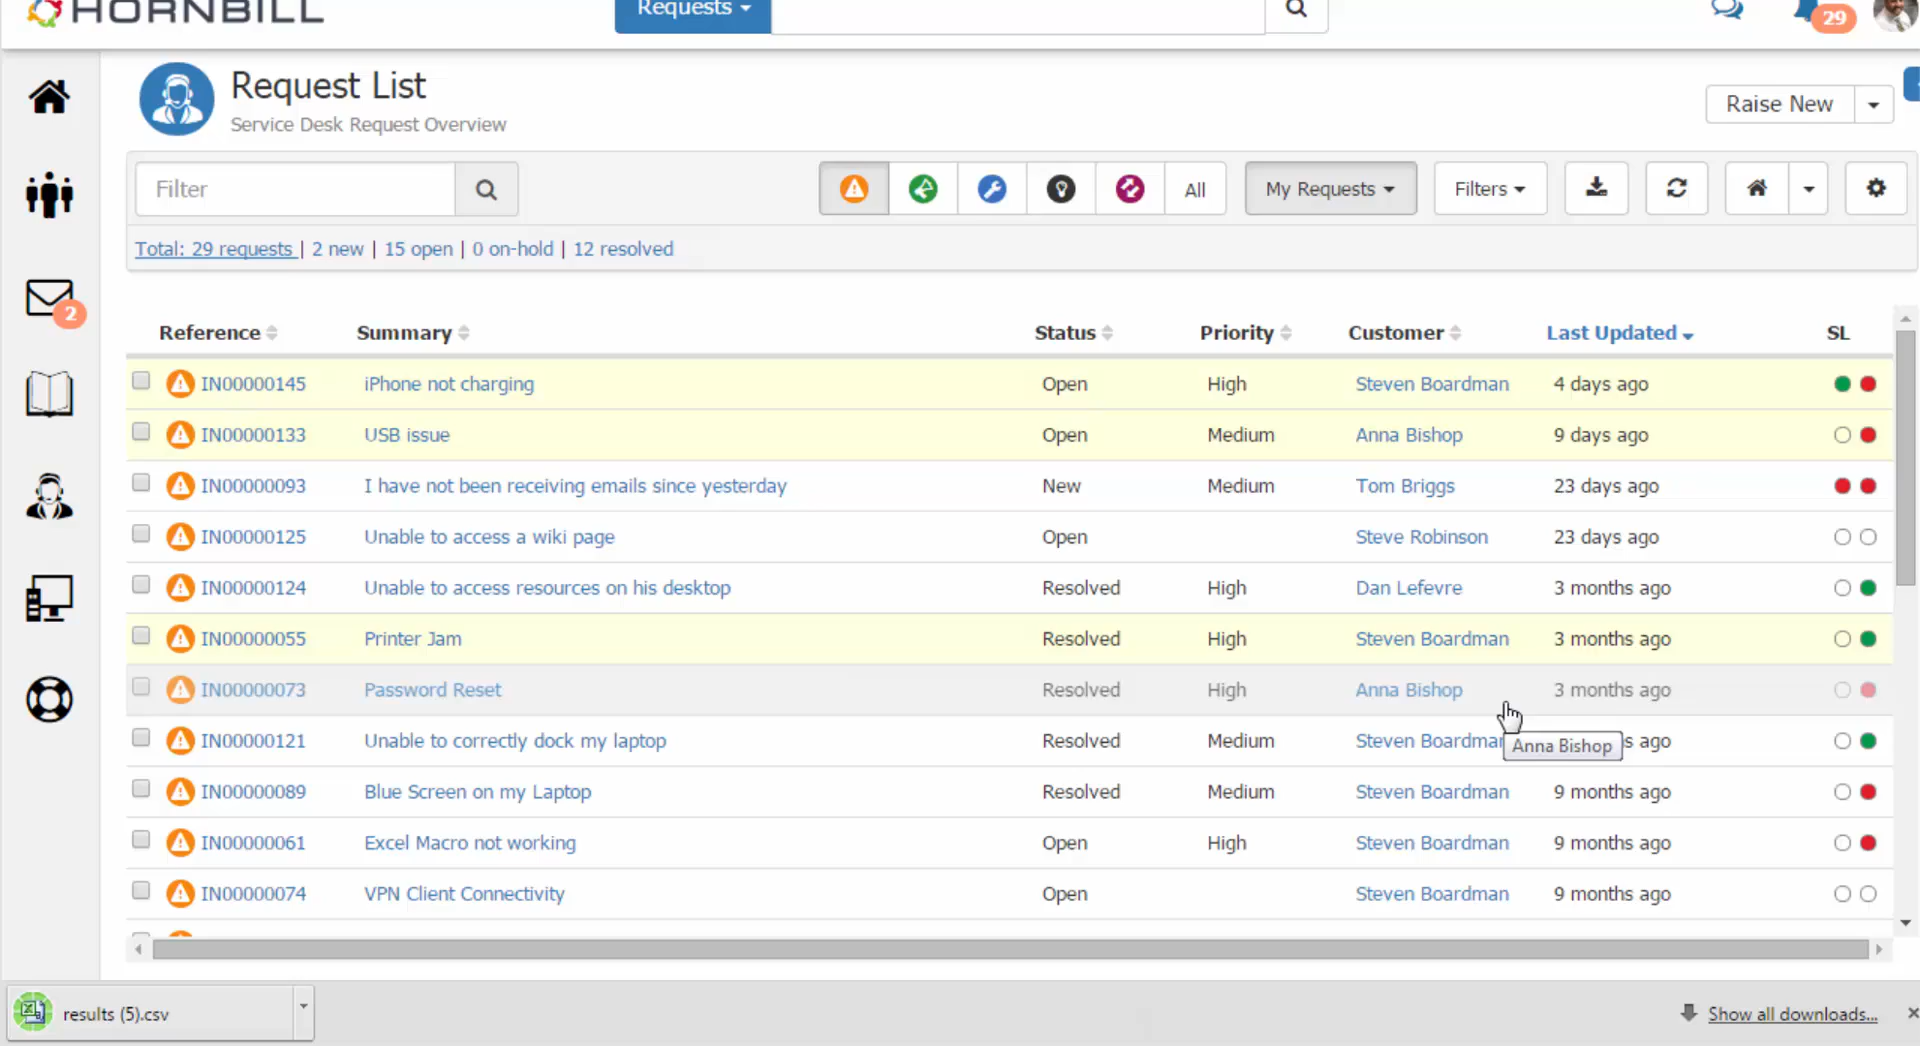 HORNBILL
Requests
29
Request List
Service Desk Request Overview
Raise New
Filter
All
My Requests
Filters
Total: 29 requests | 2 new | 15 open | 0 on-hold | 12 resolved
2
Reference Summary Status Priority Customer Last Updated SL
IN00000145 iPhone not charging Open High Steven Boardman 4 days ago
IN00000133 USB issue Open Medium Anna Bishop 9 days ago
IN00000093 I have not been receiving emails since yesterday New Medium Tom Briggs 23 days ago
IN00000125 Unable to access a wiki page Open Steve Robinson 23 days ago
IN00000124 Unable to access resources on his desktop Resolved High Dan Lefevre 3 months ago
IN00000055 Printer Jam Resolved High Steven Boardman 3 months ago
IN00000073 Password Reset Resolved High Anna Bishop 3 months ago
IN00000121 Unable to correctly dock my laptop Resolved Medium Steven Boardman s ago
Anna Bishop
IN00000089 Blue Screen on my Laptop Resolved Medium Steven Boardman 9 months ago
IN00000061 Excel Macro not working Open High Steven Boardman 9 months ago
IN00000074 VPN Client Connectivity Open Steven Boardman 9 months ago
results (5).csv
Show all downloads...